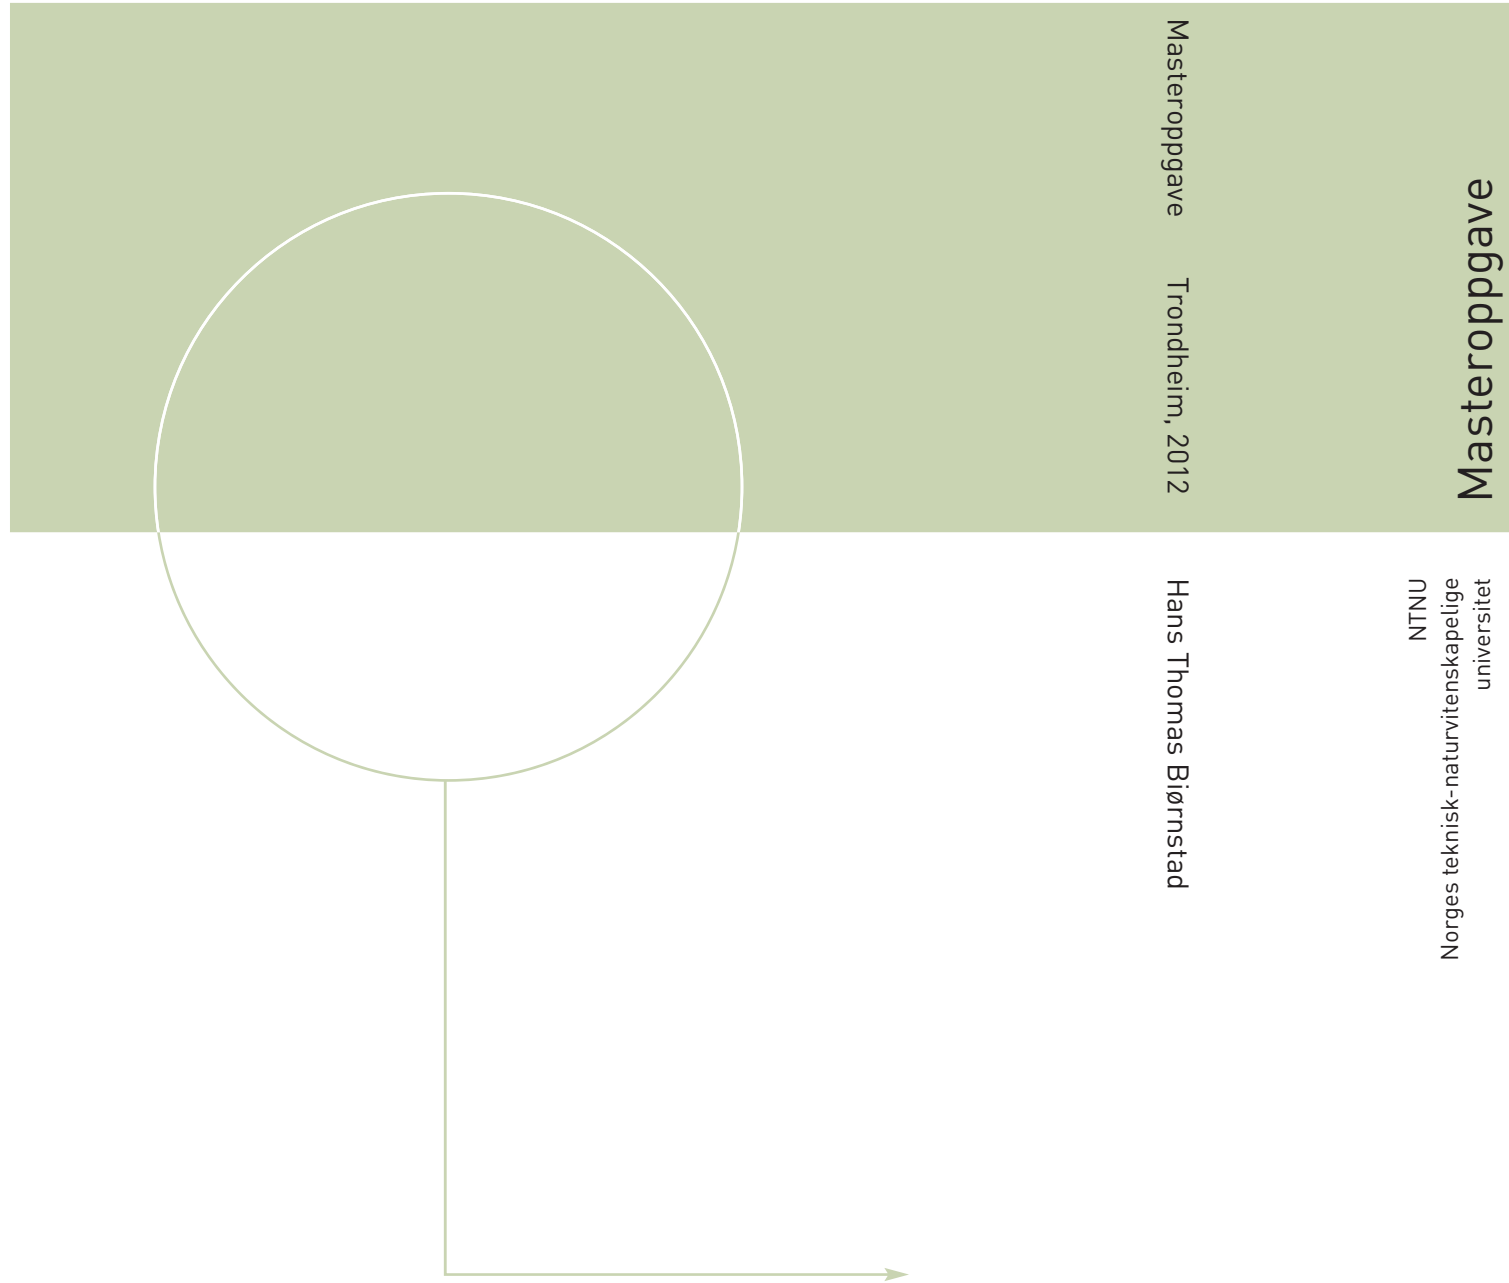 Masteroppgave
Trondheim, 2012
Hans Thomas Biørnstad
Masteroppgave
NTNU
Norges teknisk-naturvitenskapelige
universitet